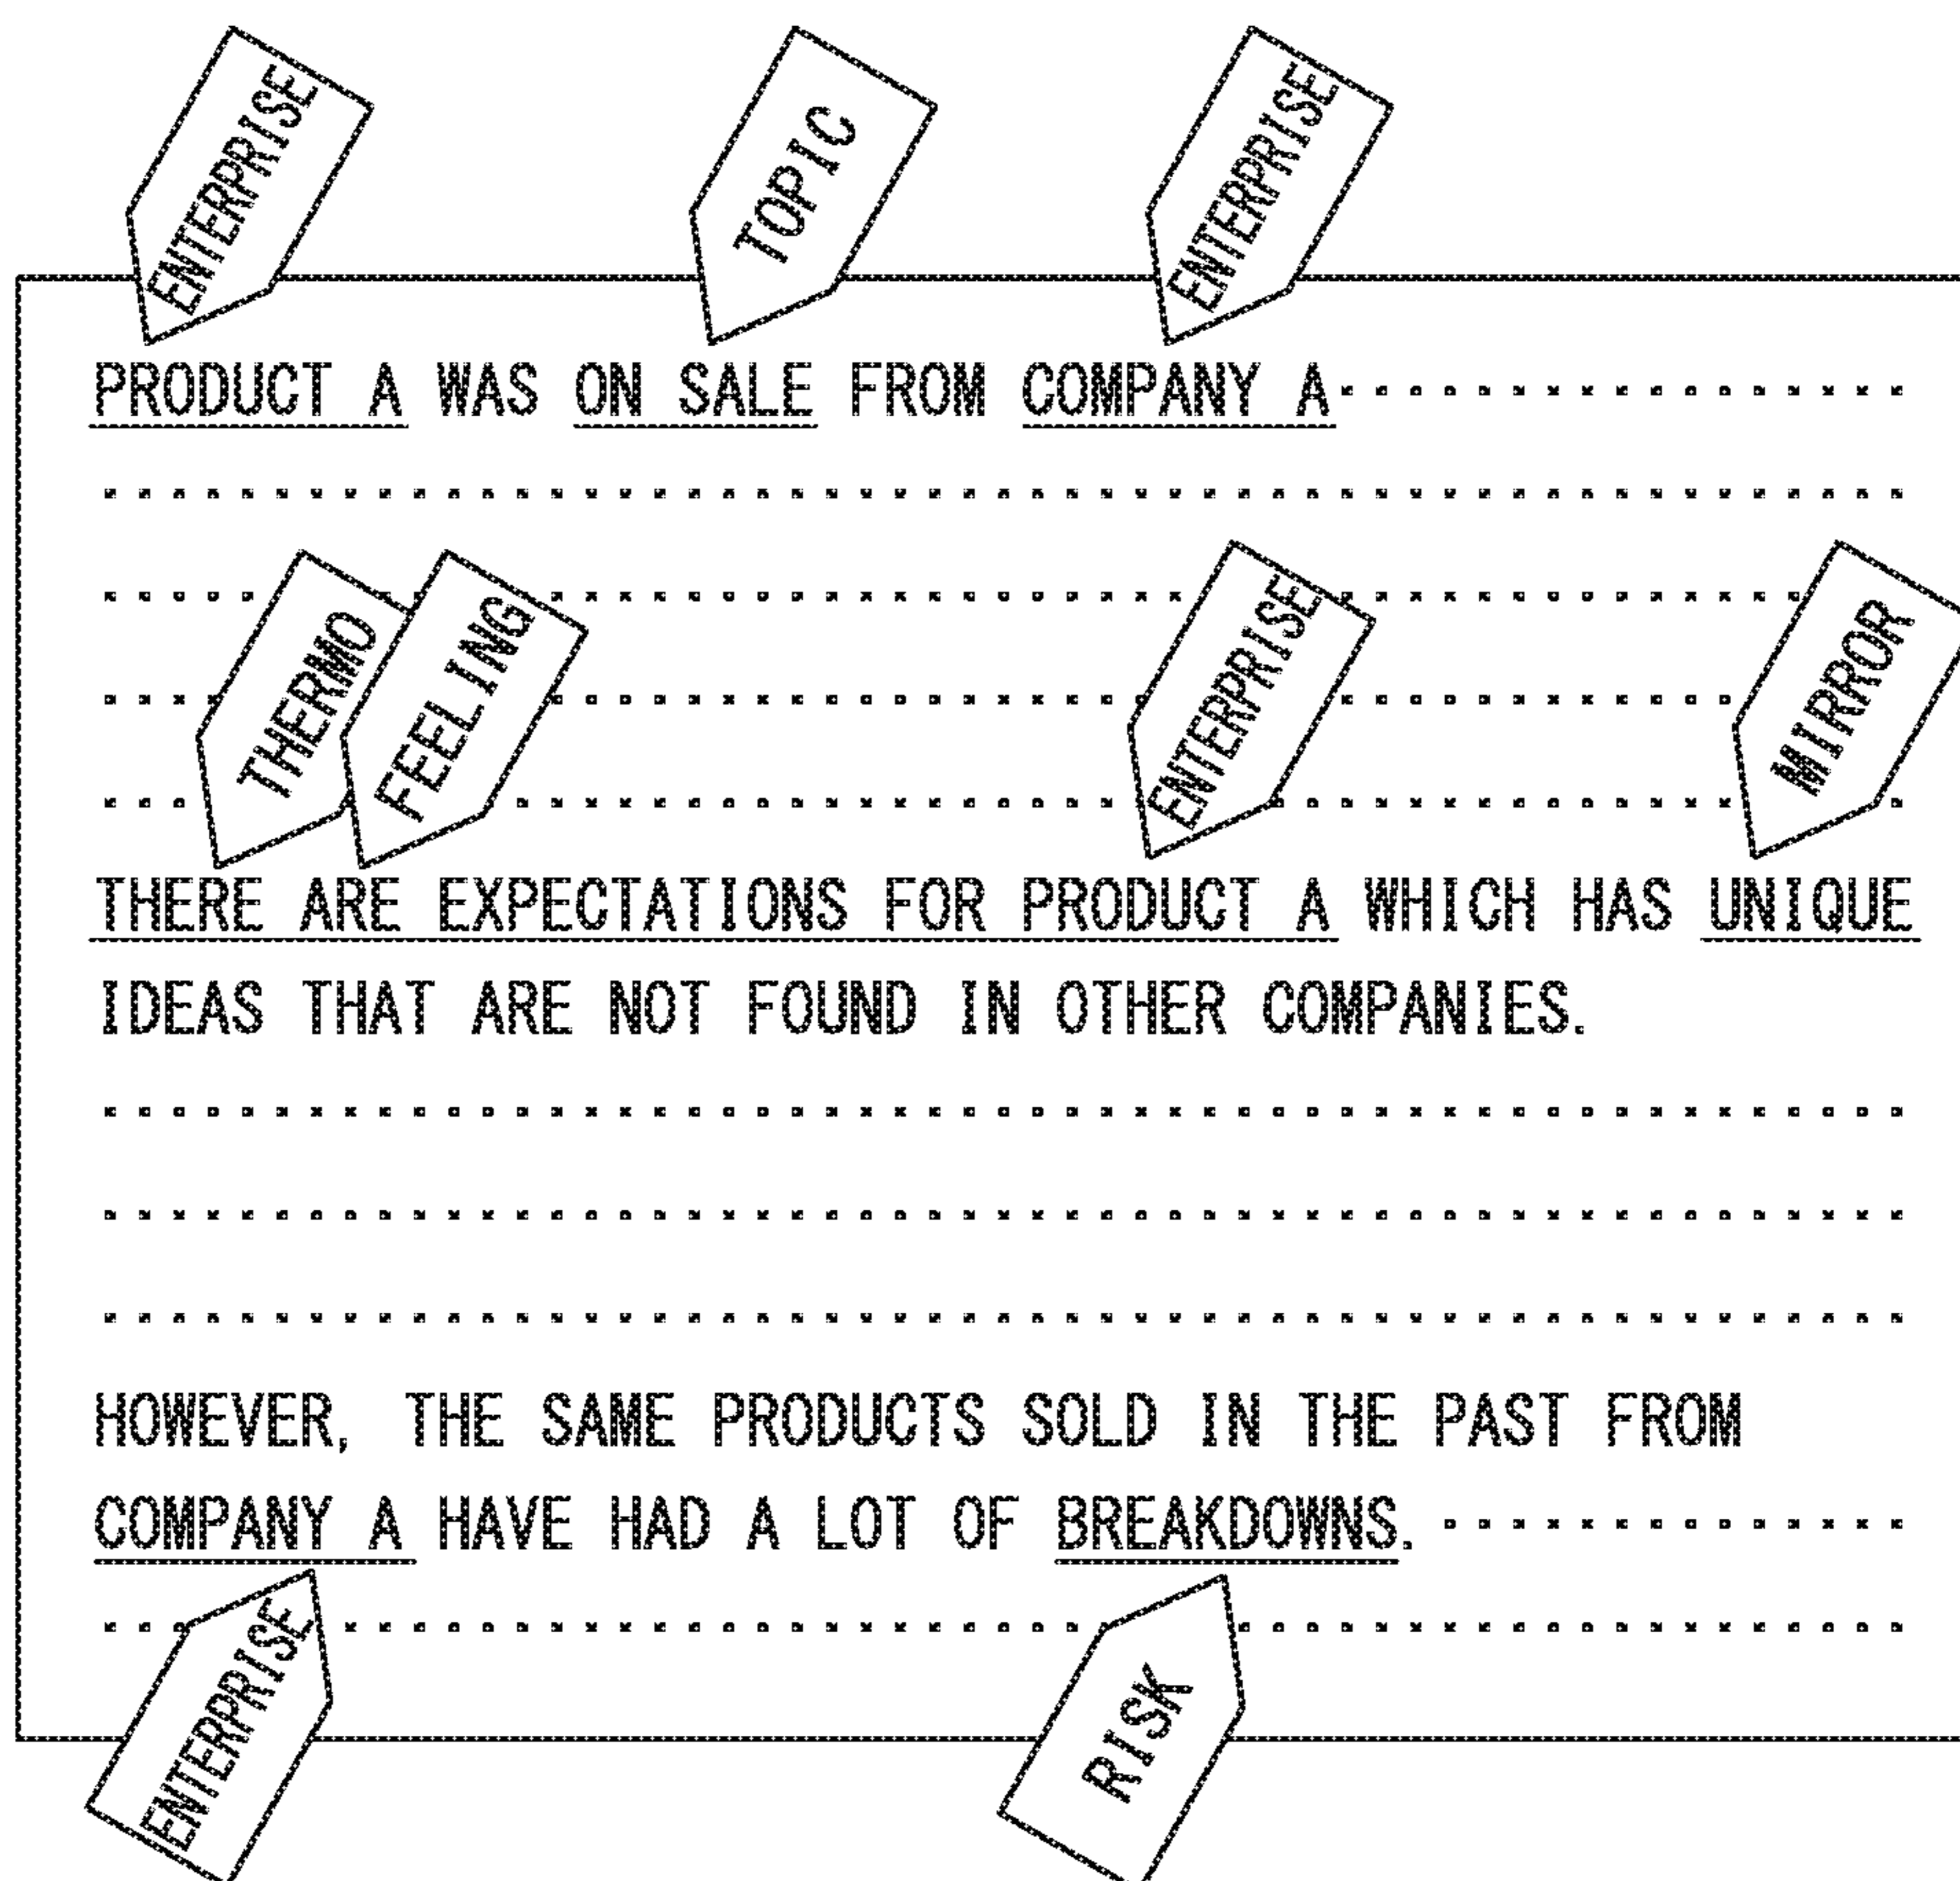 ENTERPRISE TOPIC ENTERPRISE
PRODUCT A WAS ON SALE FROM COMPANY A
THERMO FEELING ENTERPRISE MIRROR
THERE ARE EXPECTATIONS FOR PRODUCT A WHICH HAS UNIQUE
IDEAS THAT ARE NOT FOUND IN OTHER COMPANIES.
HOWEVER, THE SAME PRODUCTS SOLD IN THE PAST FROM
COMPANY A HAVE HAD A LOT OF BREAKDOWNS.
ENTERPRISE RISK